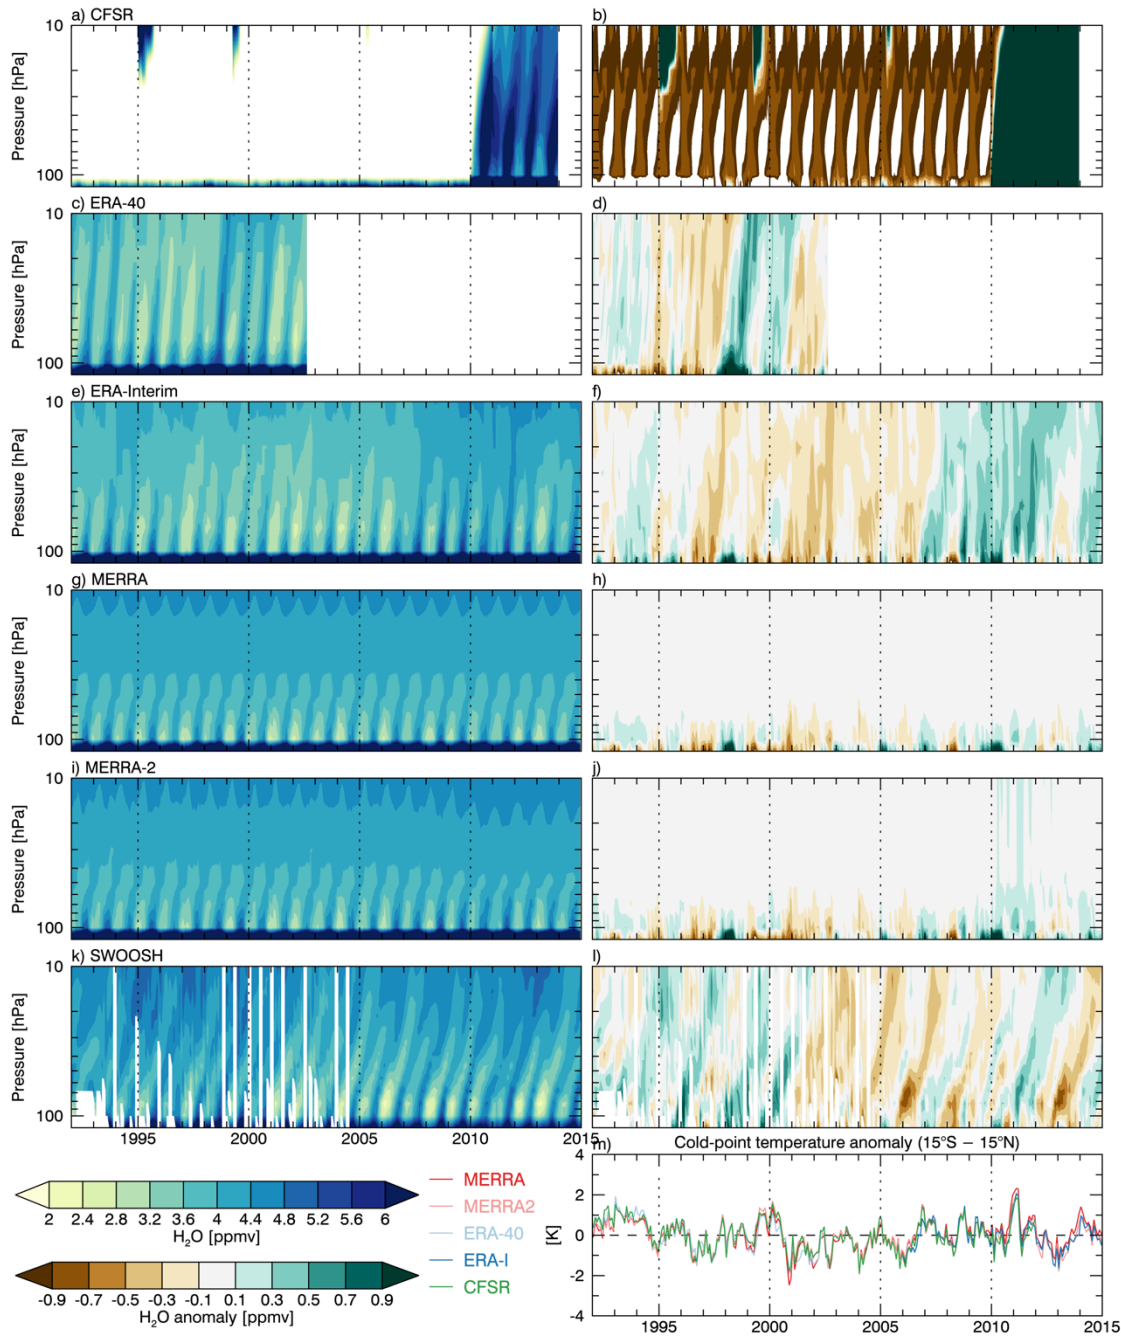 a) CFSR
b)
10
100
Pressure [hPa]
c) ERA-40
d)
10
100
Pressure [hPa]
e) ERA-Interim
f)
10
100
Pressure [hPa]
g) MERRA
h)
10
100
Pressure [hPa]
i) MERRA-2
j)
10
100
Pressure [hPa]
k) SWOOSH
l)
10
100
Pressure [hPa]
1995 2000 2005 2010 2015
m) Cold-point temperature anomaly (15°S – 15°N)
4
2
0
-2
-4
[K]
1995 2000 2005 2010 2015
2 2.4 2.8 3.2 3.6 4 4.4 4.8 5.2 5.6 6
H₂O [ppmv]
-0.9 -0.7 -0.5 -0.3 -0.1 0.1 0.3 0.5 0.7 0.9
H₂O anomaly [ppmv]
MERRA
MERRA2
ERA-40
ERA-I
CFSR